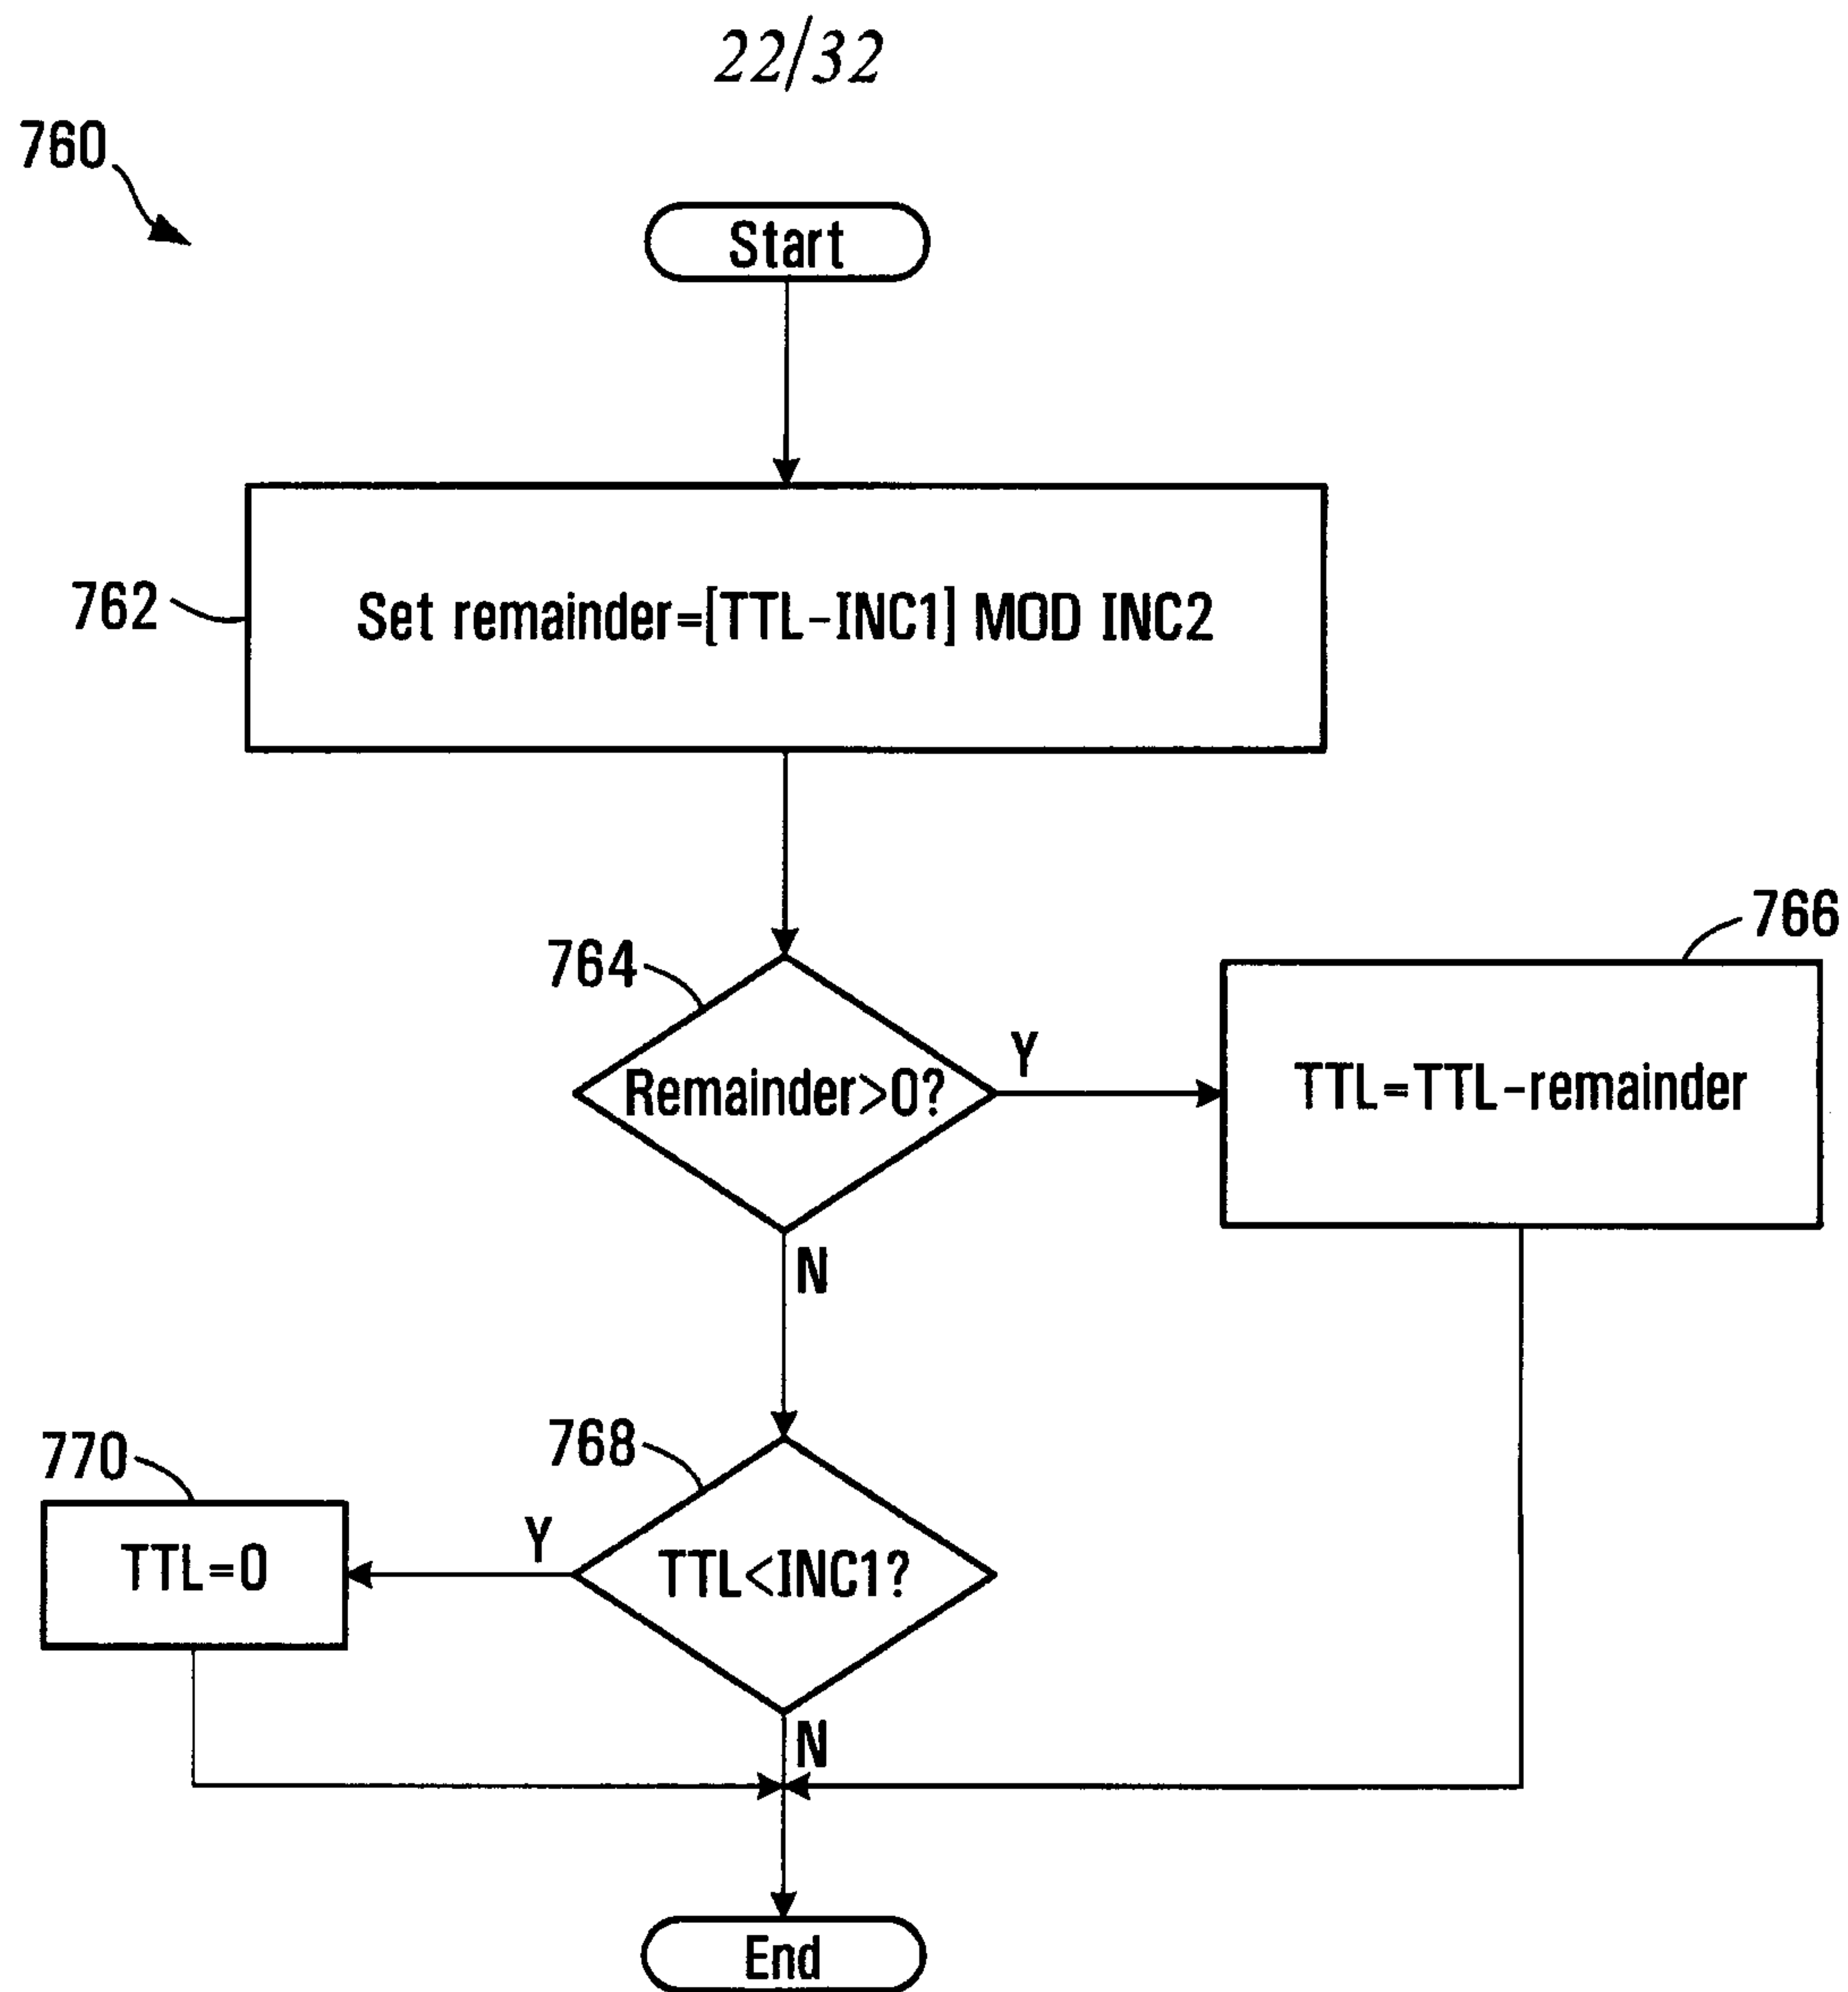 22/32
760
Start
762
Set remainder=[TTL-INC1] MOD INC2
764
Remainder>0?
Y
766
TTL=TTL-remainder
N
768
TTL<INC1?
Y
770
TTL=0
N
End